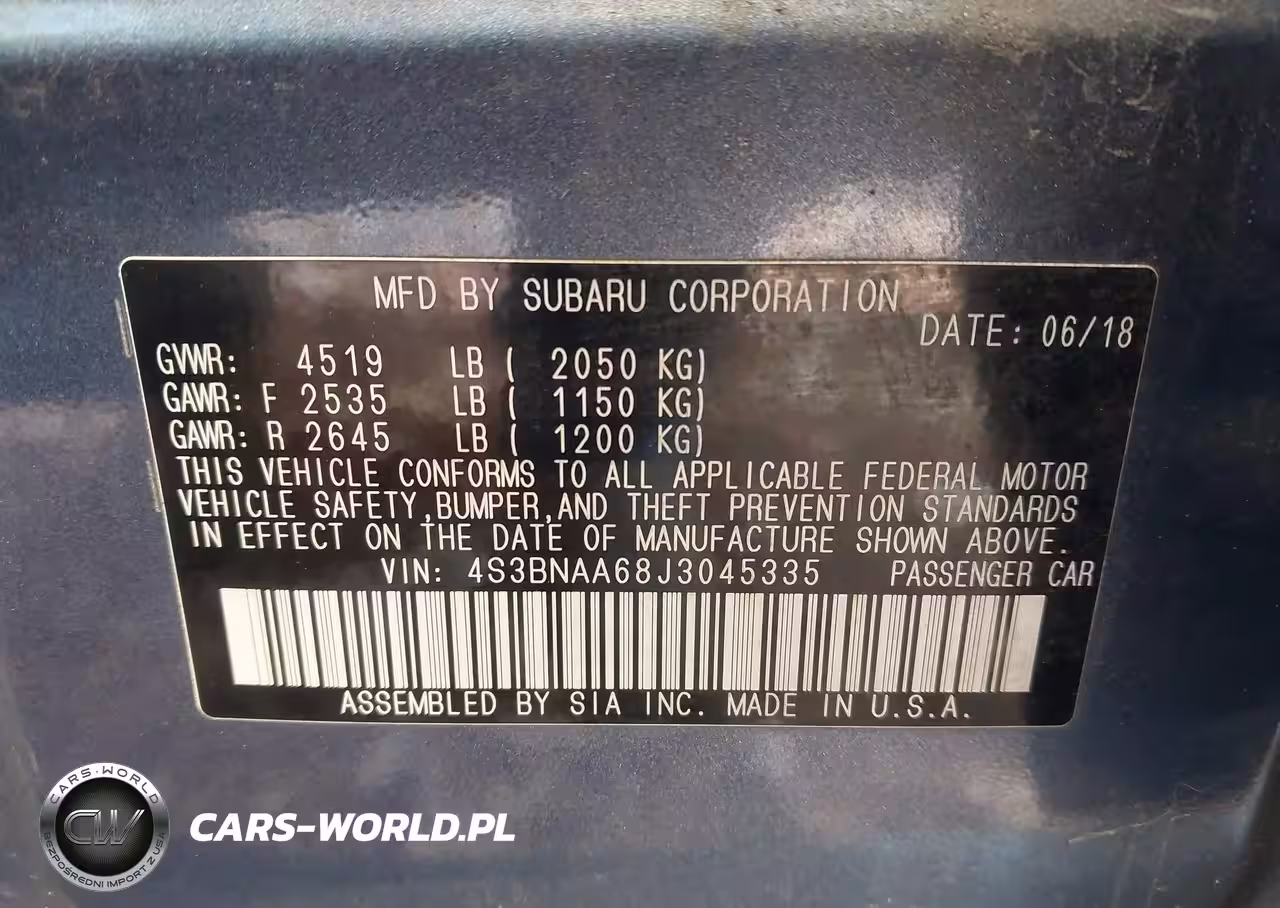 MFD BY SUBARU CORPORATION
DATE: 06/18
GVWR: 4519 LB ( 2050 KG)
GAWR: F 2535 LB ( 1150 KG)
GAWR: R 2645 LB ( 1200 KG)
THIS VEHICLE CONFORMS TO ALL APPLICABLE FEDERAL MOTOR
VEHICLE SAFETY,BUMPER,AND THEFT PREVENTION STANDARDS
IN EFFECT ON THE DATE OF MANUFACTURE SHOWN ABOVE.
VIN: 4S3BNAA68J3045335 PASSENGER CAR
ASSEMBLED BY SIA INC. MADE IN U.S.A.
CARS-WORLD
CW
BEZPOŚREDNI IMPORT Z USA
CARS-WORLD.PL